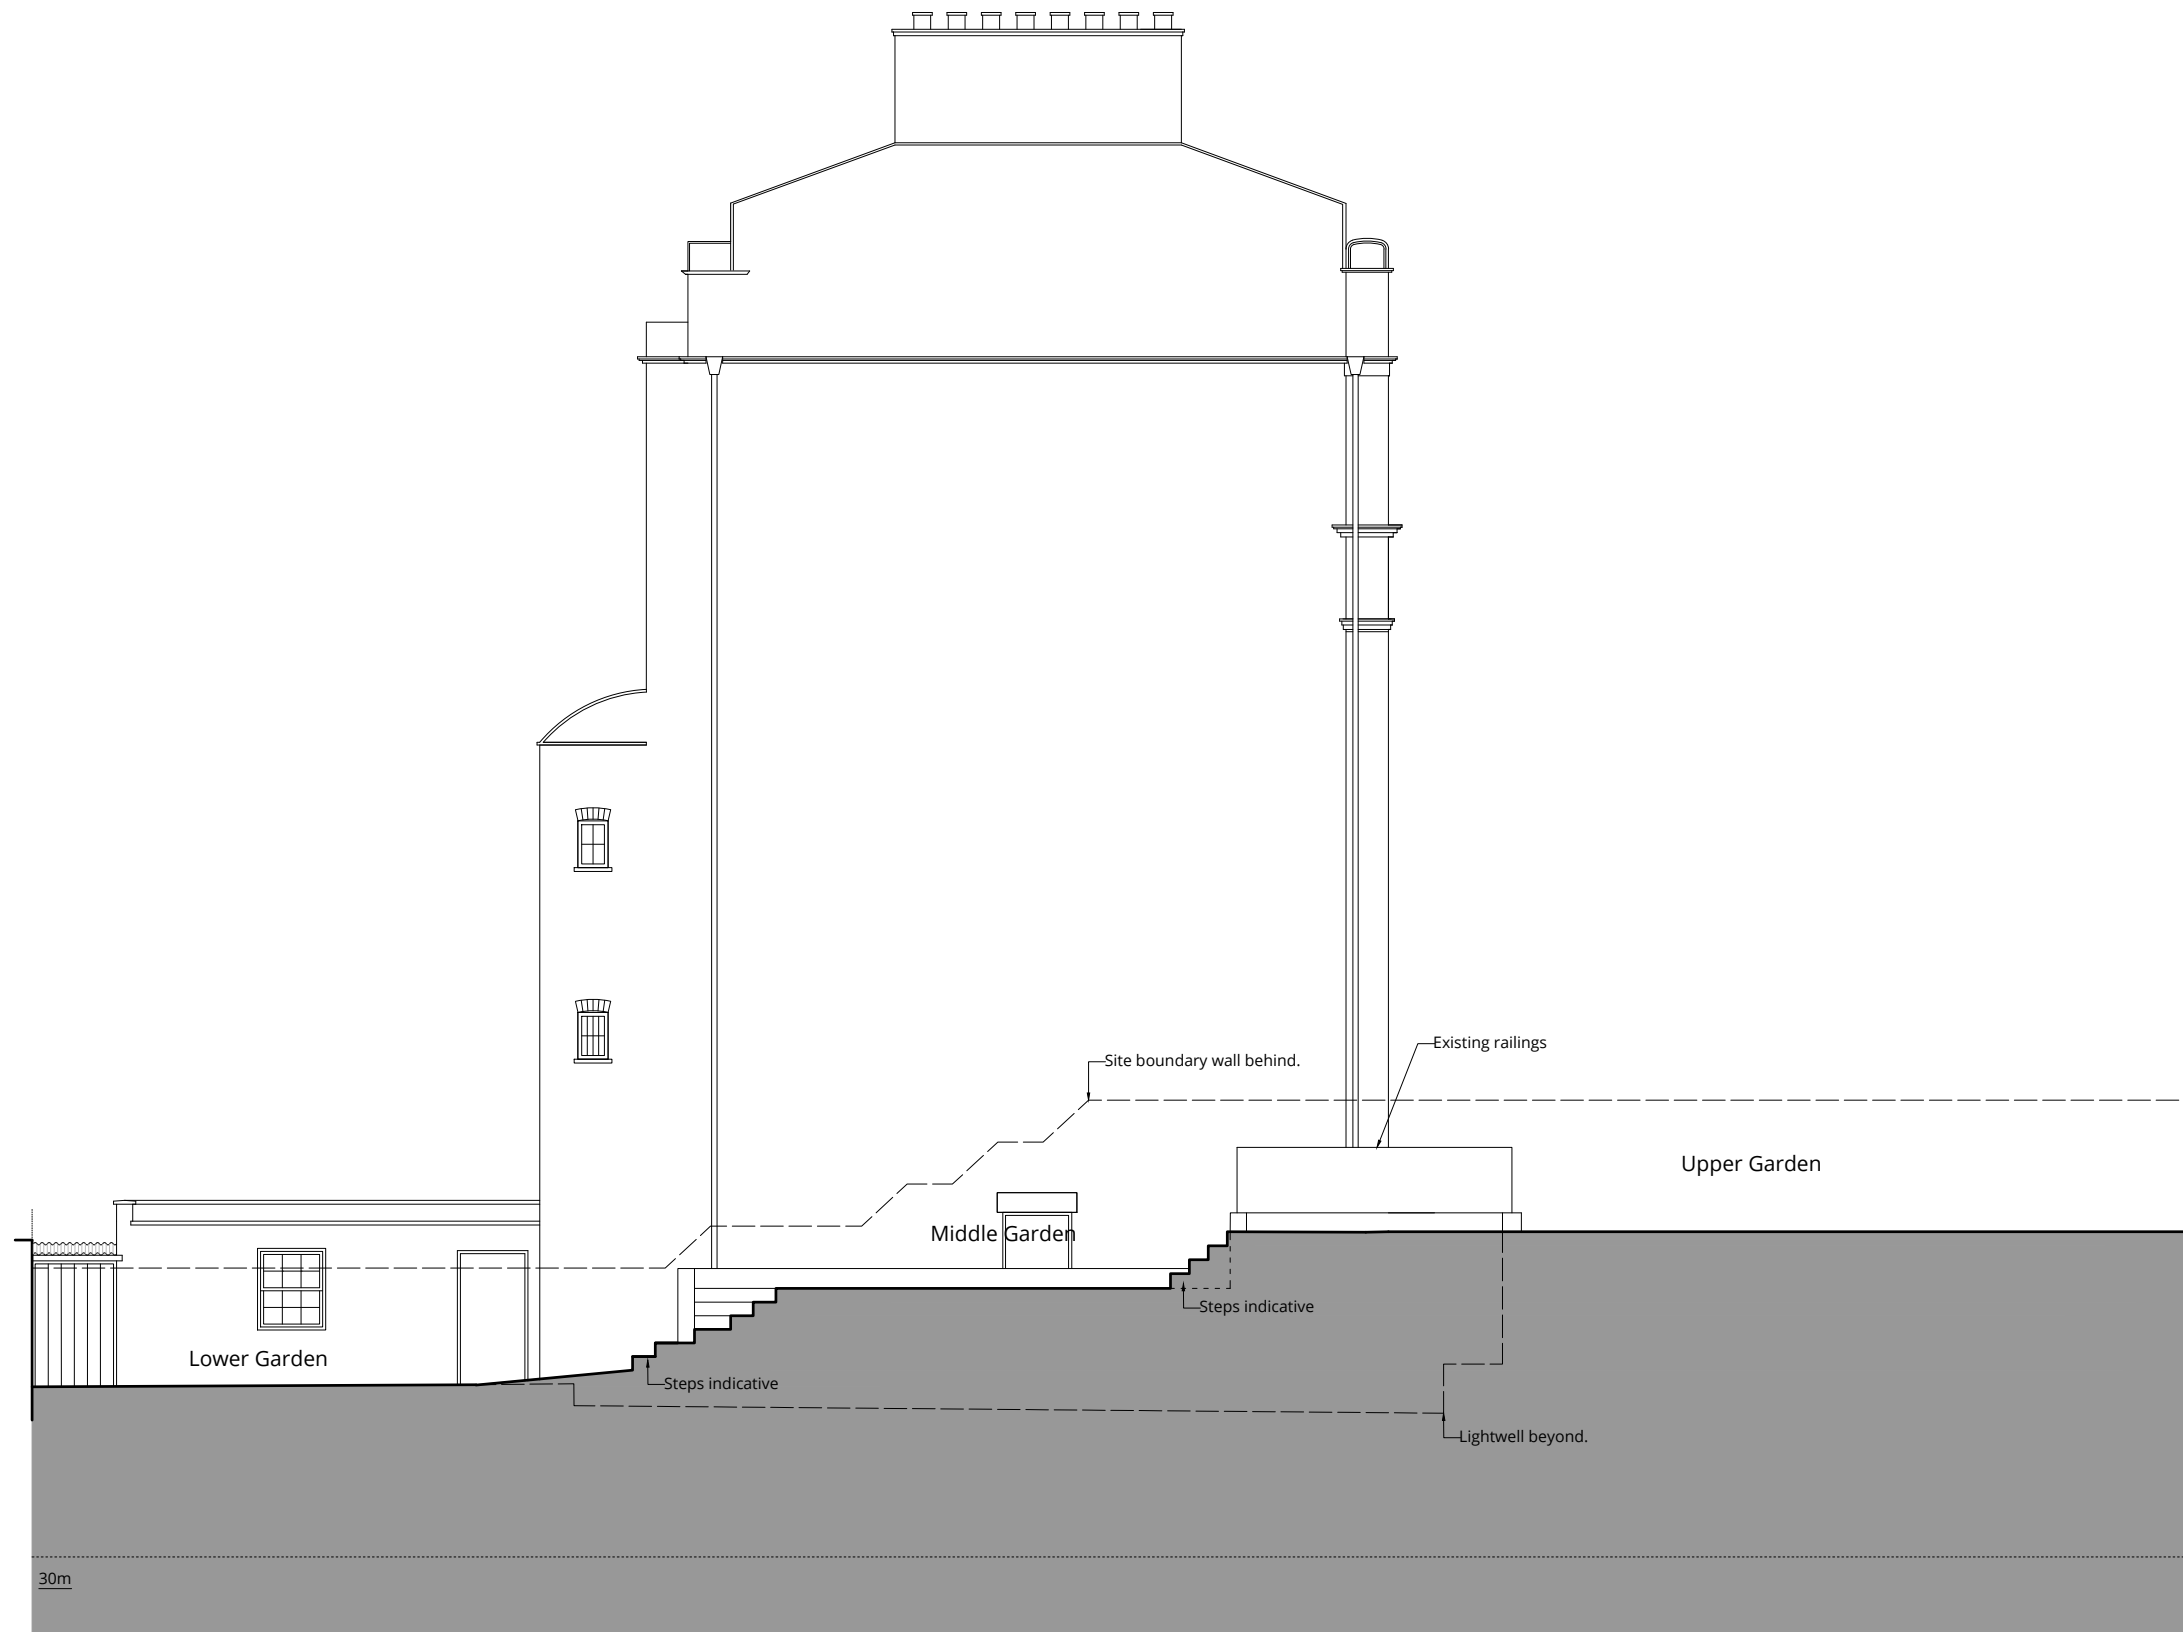 Existing railings
Site boundary wall behind.
Upper Garden
Middle Garden
Steps indicative
Lower Garden
Steps indicative
Lightwell beyond.
30m